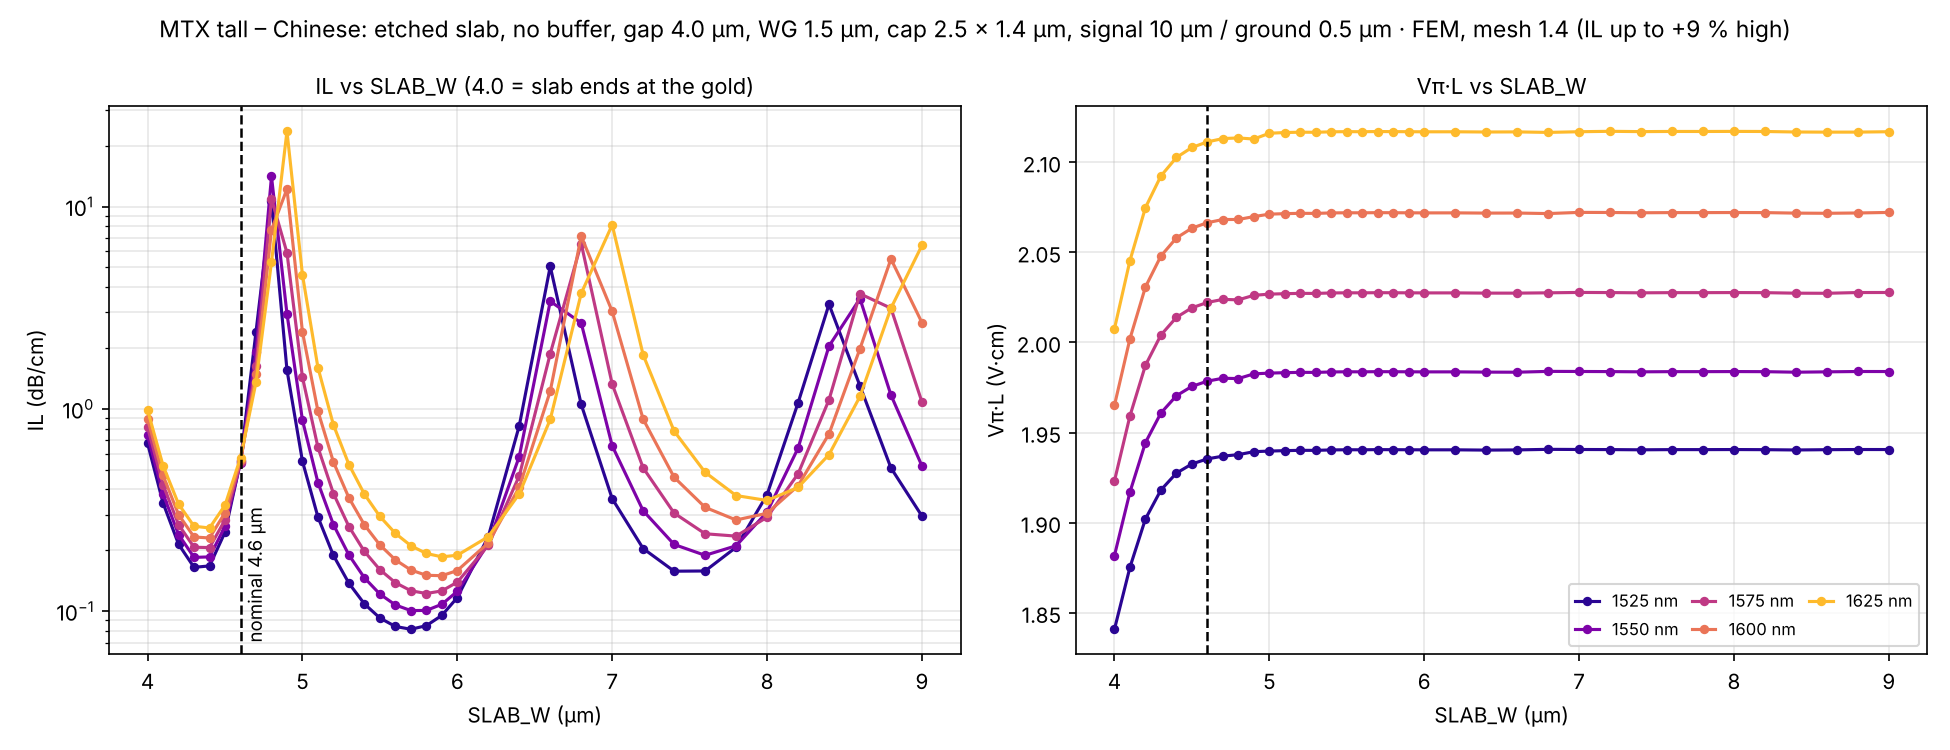 MTX tall – Chinese: etched slab, no buffer, gap 4.0 µm, WG 1.5 µm, cap 2.5 × 1.4 µm, signal 10 µm / ground 0.5 µm · FEM, mesh 1.4 (IL up to +9 % high)
IL vs SLAB_W (4.0 = slab ends at the gold)
IL (dB/cm)
10¹
10⁰
10⁻¹
nominal 4.6 µm
4 5 6 7 8 9
SLAB_W (µm)
Vπ·L vs SLAB_W
Vπ·L (V·cm)
2.10
2.05
2.00
1.95
1.90
1.85
1525 nm 1575 nm 1625 nm
1550 nm 1600 nm
4 5 6 7 8 9
SLAB_W (µm)